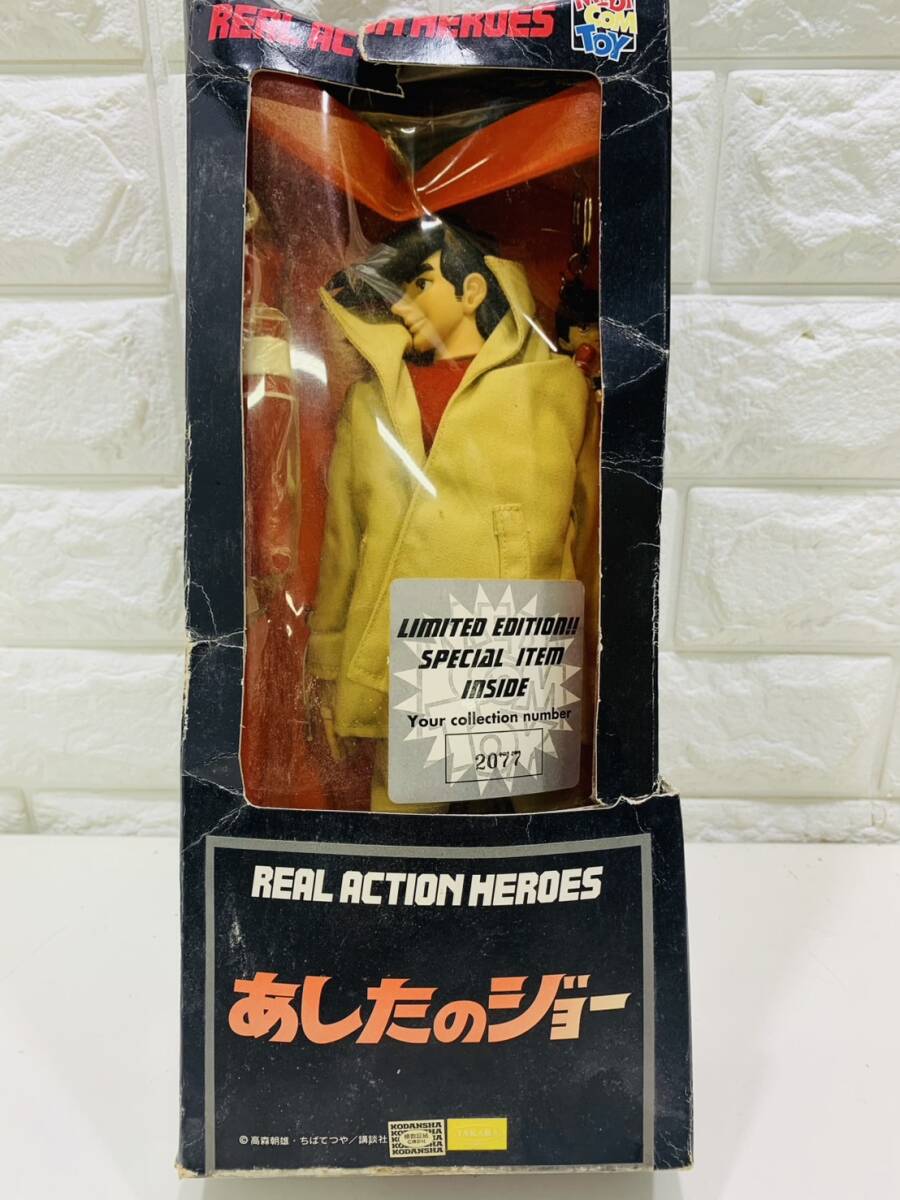 REAL ACTION HEROES
MEDI
COM
TOY
LIMITED EDITION!!
SPECIAL ITEM
INSIDE
Your collection number
2077
REAL ACTION HEROES
あしたのジョー
© 高森朝雄・ちばてつや／講談社
KODANSHA
KODANSHA
TAKARA